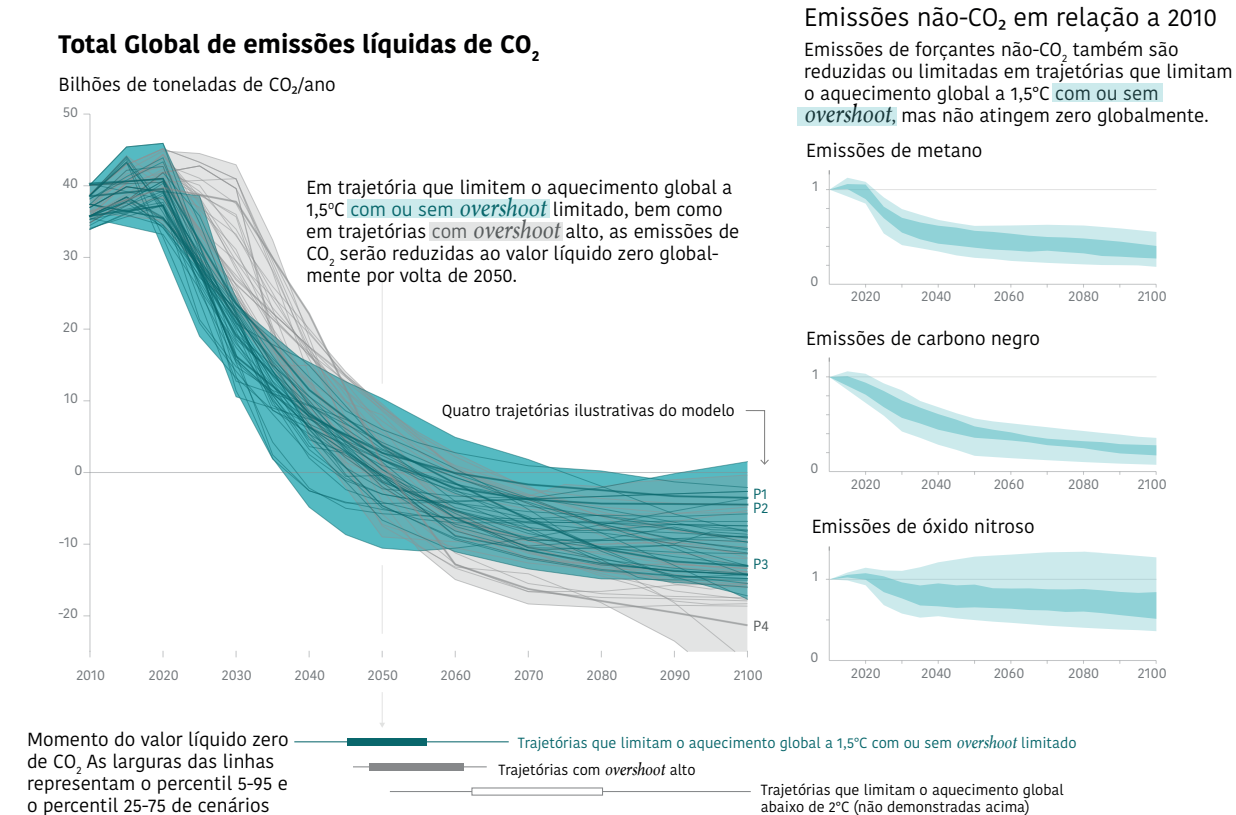 Total Global de emissões líquidas de CO₂
Bilhões de toneladas de CO₂/ano
50
40
30
20
10
0
-10
-20
2010 2020 2030 2040 2050 2060 2070 2080 2090 2100
Em trajetória que limitem o aquecimento global a
1,5ºC com ou sem overshoot limitado, bem como
em trajetórias com overshoot alto, as emissões de
CO₂ serão reduzidas ao valor líquido zero global-
mente por volta de 2050.
Quatro trajetórias ilustrativas do modelo
P1
P2
P3
P4
Emissões não-CO₂ em relação a 2010
Emissões de forçantes não-CO₂ também são
reduzidas ou limitadas em trajetórias que limitam
o aquecimento global a 1,5ºC com ou sem
overshoot, mas não atingem zero globalmente.
Emissões de metano
1
0
2020 2040 2060 2080 2100
Emissões de carbono negro
1
0
2020 2040 2060 2080 2100
Emissões de óxido nitroso
1
0
2020 2040 2060 2080 2100
Momento do valor líquido zero
de CO₂ As larguras das linhas
representam o percentil 5-95 e
o percentil 25-75 de cenários
Trajetórias que limitam o aquecimento global a 1,5ºC com ou sem overshoot limitado
Trajetórias com overshoot alto
Trajetórias que limitam o aquecimento global
abaixo de 2ºC (não demonstradas acima)